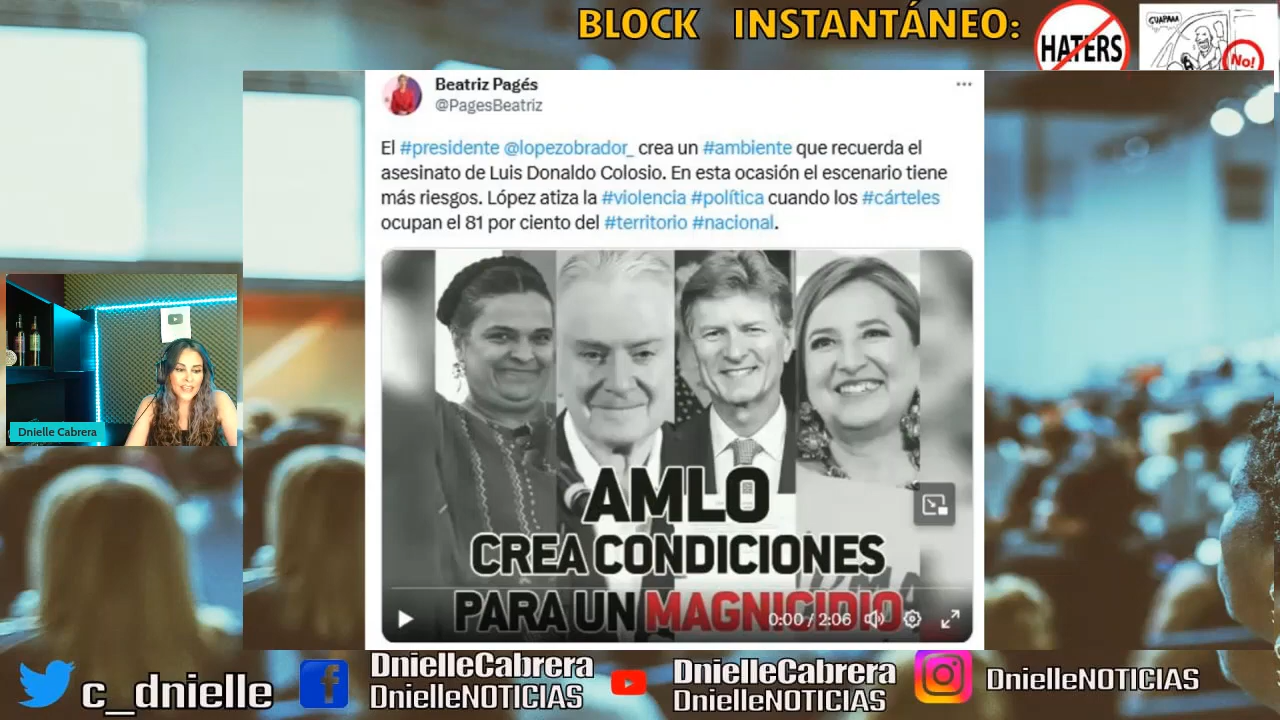 BLOCK INSTANTÁNEO:
HATERS
GUAPAAA
No!
Beatriz Pagés
@PagesBeatriz
El #presidente @lopezobrador_ crea un #ambiente que recuerda el
asesinato de Luis Donaldo Colosio. En esta ocasión el escenario tiene
más riesgos. López atiza la #violencia #política cuando los #cárteles
ocupan el 81 por ciento del #territorio #nacional.
AMLO
CREA CONDICIONES
PARA UN MAGNICIDIO
0:00 / 2:06
Dnielle Cabrera
c_dnielle
DnielleCabrera
DnielleNOTICIAS
DnielleCabrera
DnielleNOTICIAS
DnielleNOTICIAS